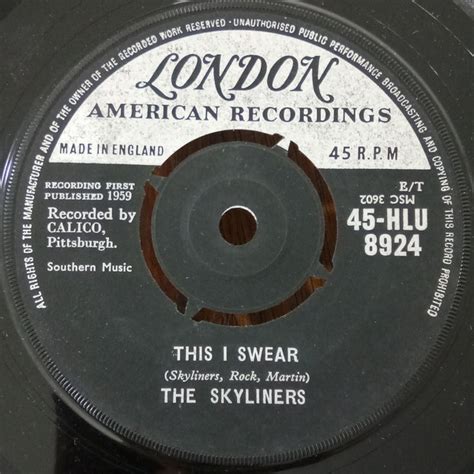 ALL RIGHTS OF THE MANUFACTURER AND OF THE OWNER OF THE RECORDED WORK RESERVED · UNAUTHORISED PUBLIC PERFORMANCE BROADCASTING AND COPYING OF THIS RECORD PROHIBITED
LONDON
AMERICAN RECORDINGS
MADE IN ENGLAND
45 R.P.M
RECORDING FIRST
PUBLISHED 1959
Recorded by
CALICO,
Pittsburgh.
Southern Music
E/T
MSC 3602
45-HLU
8924
THIS I SWEAR
(Skyliners, Rock, Martin)
THE SKYLINERS